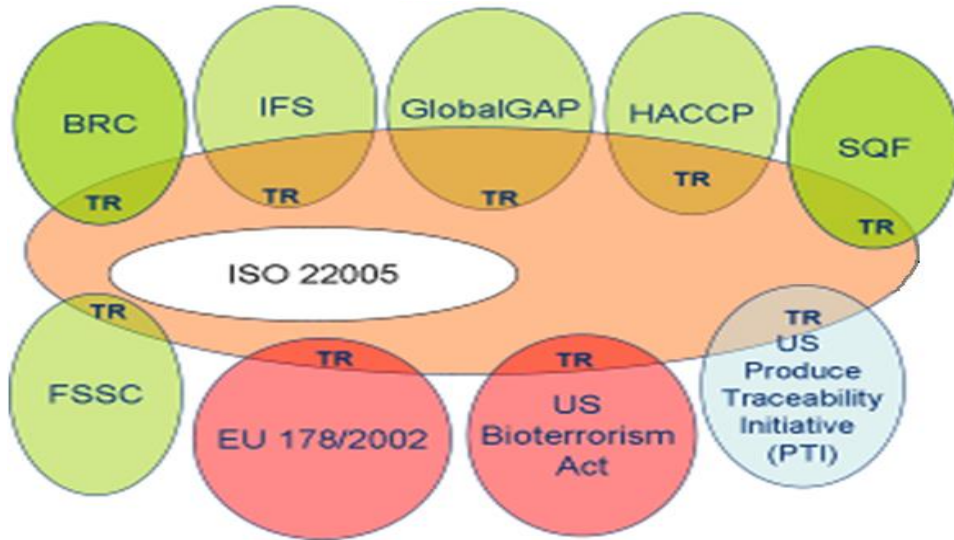 BRC
IFS
GlobalGAP
HACCP
SQF
TR
TR
TR
TR
TR
ISO 22005
TR
FSSC
TR
EU 178/2002
TR
US
Bioterrorism
Act
TR
US
Produce
Traceability
Initiative
(PTI)